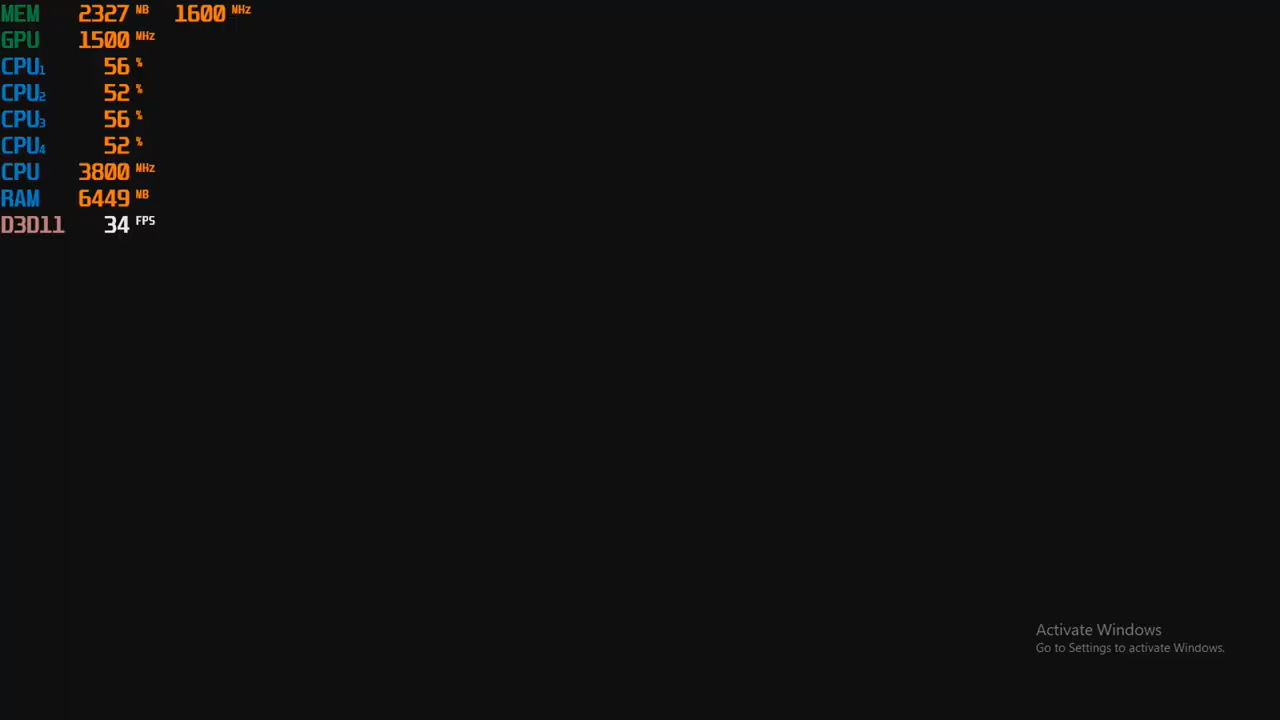 MEM 2327 MB 1600 MHz
GPU 1500 MHz
CPU1 56 %
CPU2 52 %
CPU3 56 %
CPU4 52 %
CPU 3800 MHz
RAM 6449 MB
D3D11 34 FPS
Activate Windows
Go to Settings to activate Windows.